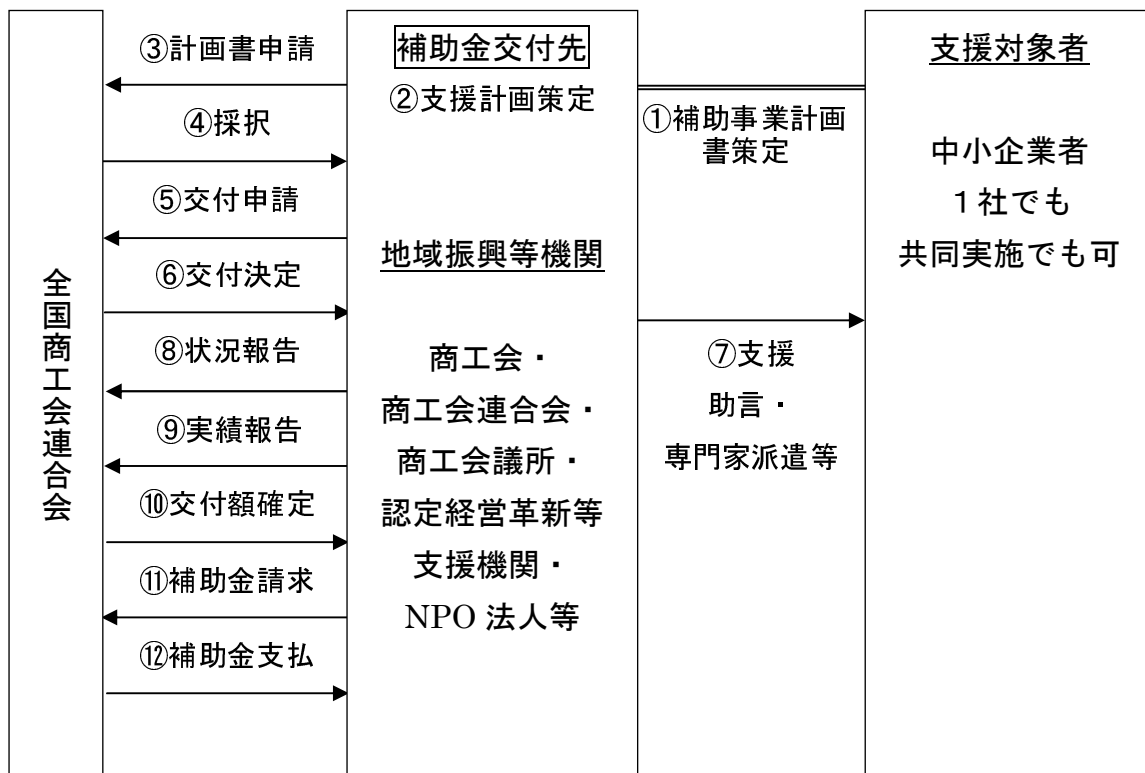 全国商工会連合会
③計画書申請
④採択
⑤交付申請
⑥交付決定
⑧状況報告
⑨実績報告
⑩交付額確定
⑪補助金請求
⑫補助金支払
補助金交付先
②支援計画策定
地域振興等機関
商工会・
商工会連合会・
商工会議所・
認定経営革新等
支援機関・
NPO 法人等
①補助事業計画
書策定
⑦支援
助言・
専門家派遣等
支援対象者
中小企業者
1社でも
共同実施でも可